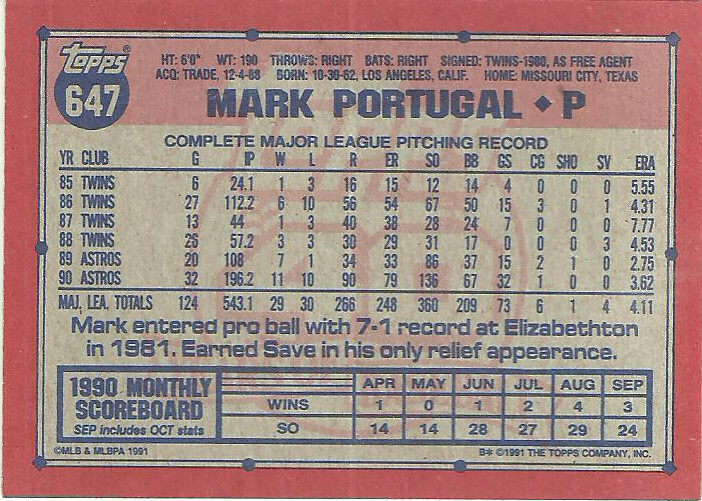 Topps®
647
HT: 6'0" WT: 190 THROWS: RIGHT BATS: RIGHT SIGNED: TWINS-1980, AS FREE AGENT
ACQ: TRADE, 12-4-88 BORN: 10-30-62, LOS ANGELES, CALIF. HOME: MISSOURI CITY, TEXAS
MARK PORTUGAL ◆ P
COMPLETE MAJOR LEAGUE PITCHING RECORD
YR CLUB G IP W L R ER SO BB GS CG SHO SV ERA
85 TWINS 6 24.1 1 3 16 15 12 14 4 0 0 0 5.55
86 TWINS 27 112.2 6 10 56 54 67 50 15 3 0 1 4.31
87 TWINS 13 44 1 3 40 38 28 24 7 0 0 0 7.77
88 TWINS 26 57.2 3 3 30 29 31 17 0 0 0 3 4.53
89 ASTROS 20 108 7 1 34 33 86 37 15 2 1 0 2.75
90 ASTROS 32 196.2 11 10 90 79 136 67 32 1 0 0 3.62
MAJ. LEA. TOTALS 124 543.1 29 30 266 248 360 209 73 6 1 4 4.11
Mark entered pro ball with 7-1 record at Elizabethton
in 1981. Earned Save in his only relief appearance.
1990 MONTHLY
SCOREBOARD
SEP includes OCT stats
APR MAY JUN JUL AUG SEP
WINS 1 0 1 2 4 3
SO 14 14 28 27 29 24
©MLB & MLBPA 1991
B* ©1991 THE TOPPS COMPANY, INC.